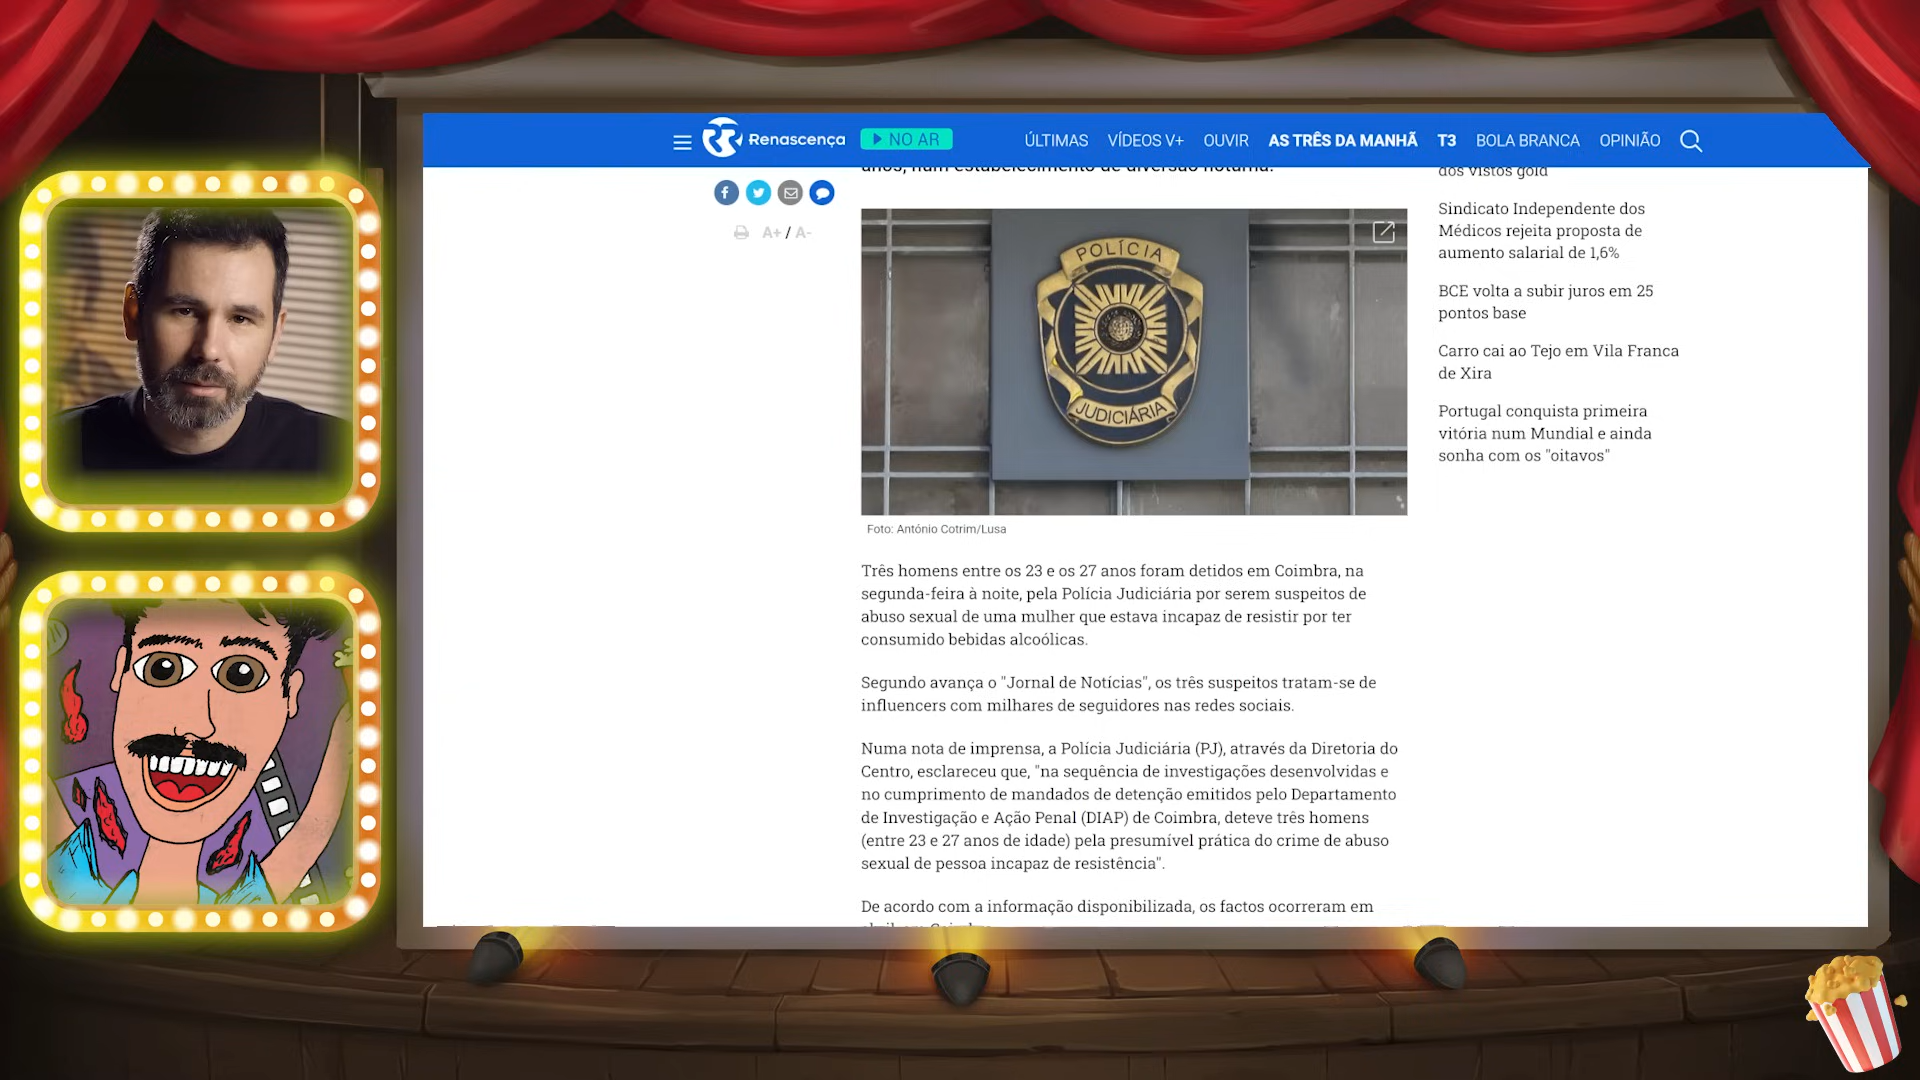 Renascença
NO AR
ÚLTIMAS
VÍDEOS V+
OUVIR
AS TRÊS DA MANHÃ
T3
BOLA BRANCA
OPINIÃO
A+ / A-
anos, num estabelecimento de diversão noturna.
POLÍCIA
JUDICIÁRIA
Foto: António Cotrim/Lusa
Três homens entre os 23 e os 27 anos foram detidos em Coimbra, na
segunda-feira à noite, pela Polícia Judiciária por serem suspeitos de
abuso sexual de uma mulher que estava incapaz de resistir por ter
consumido bebidas alcoólicas.
Segundo avança o "Jornal de Notícias", os três suspeitos tratam-se de
influencers com milhares de seguidores nas redes sociais.
Numa nota de imprensa, a Polícia Judiciária (PJ), através da Diretoria do
Centro, esclareceu que, "na sequência de investigações desenvolvidas e
no cumprimento de mandados de detenção emitidos pelo Departamento
de Investigação e Ação Penal (DIAP) de Coimbra, deteve três homens
(entre 23 e 27 anos de idade) pela presumível prática do crime de abuso
sexual de pessoa incapaz de resistência".
De acordo com a informação disponibilizada, os factos ocorreram em
dos vistos gold
Sindicato Independente dos
Médicos rejeita proposta de
aumento salarial de 1,6%
BCE volta a subir juros em 25
pontos base
Carro cai ao Tejo em Vila Franca
de Xira
Portugal conquista primeira
vitória num Mundial e ainda
sonha com os "oitavos"